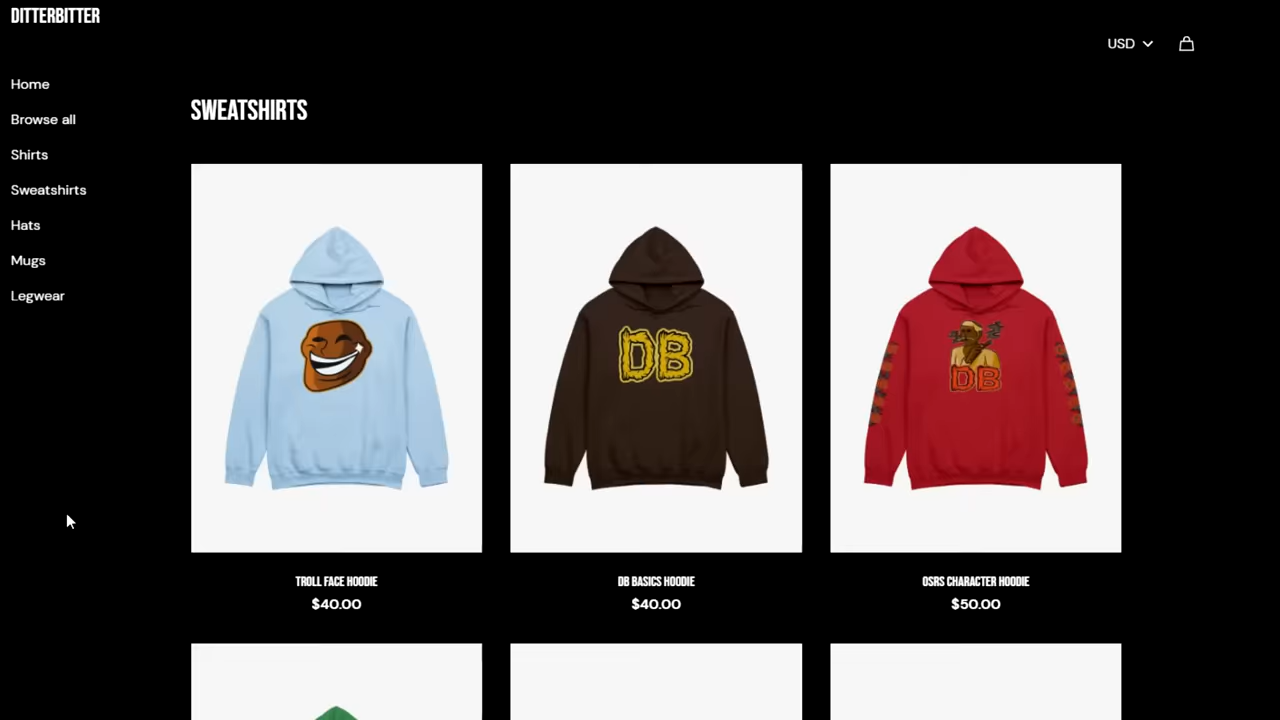 DITTERBITTER
USD
Home
Browse all
Shirts
Sweatshirts
Hats
Mugs
Legwear
SWEATSHIRTS
DB
DB
TROLL FACE HOODIE
$40.00
DB BASICS HOODIE
$40.00
OSRS CHARACTER HOODIE
$50.00